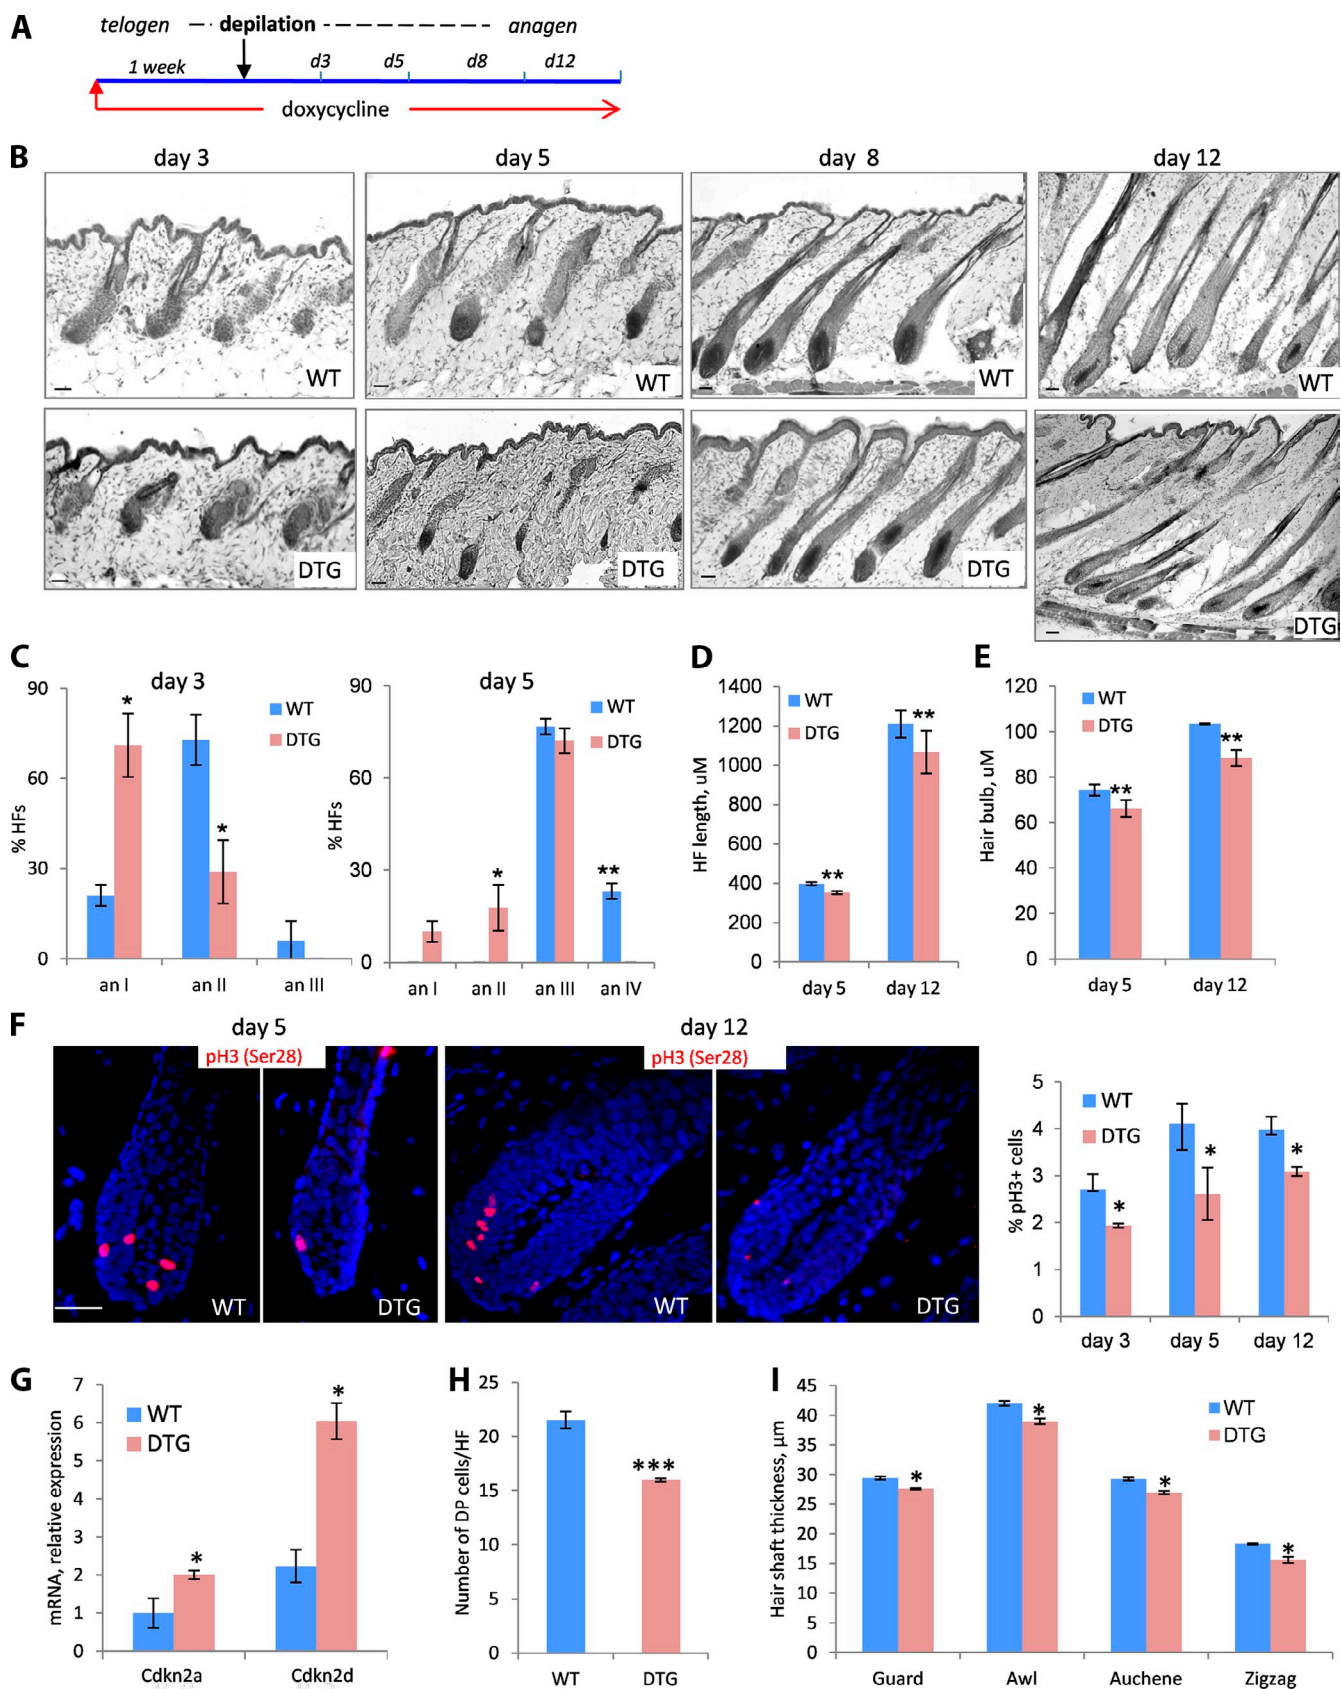 A
telogen — depilation ———————— anagen
1 week d3 d5 d8 d12
doxycycline
B
day 3 day 5 day 8 day 12
WT WT WT WT
DTG DTG DTG DTG
C
day 3
90
60
30
0
% HFs
WT
DTG
* *
an I an II an III
day 5
90
60
30
0
% HFs
WT
DTG
* **
an I an II an III an IV
D
1400
1200
1000
800
600
400
200
0
HF length, uM
WT
DTG
** **
day 5 day 12
E
120
100
80
60
40
20
0
Hair bulb, uM
WT
DTG
** **
day 5 day 12
F
day 5 day 12
pH3 (Ser28) pH3 (Ser28)
WT DTG WT DTG
5
4
3
2
1
0
% pH3+ cells
WT
DTG
* * *
day 3 day 5 day 12
G
7
6
5
4
3
2
1
0
mRNA, relative expression
WT
DTG
* *
Cdkn2a Cdkn2d
H
25
20
15
10
5
0
Number of DP cells/HF
***
WT DTG
I
45
40
35
30
25
20
15
10
5
0
Hair shaft thickness, µm
WT
DTG
* * * *
Guard Awl Auchene Zigzag